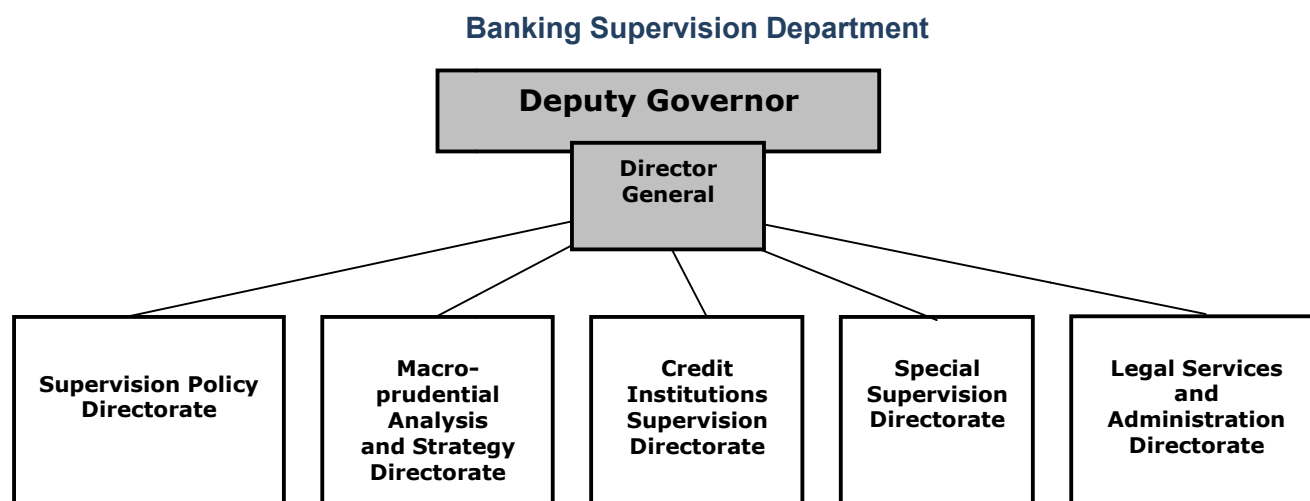 Banking Supervision Department
Deputy Governor
Director
General
Supervision Policy
Directorate
Macro-
prudential
Analysis
and Strategy
Directorate
Credit
Institutions
Supervision
Directorate
Special
Supervision
Directorate
Legal Services
and
Administration
Directorate